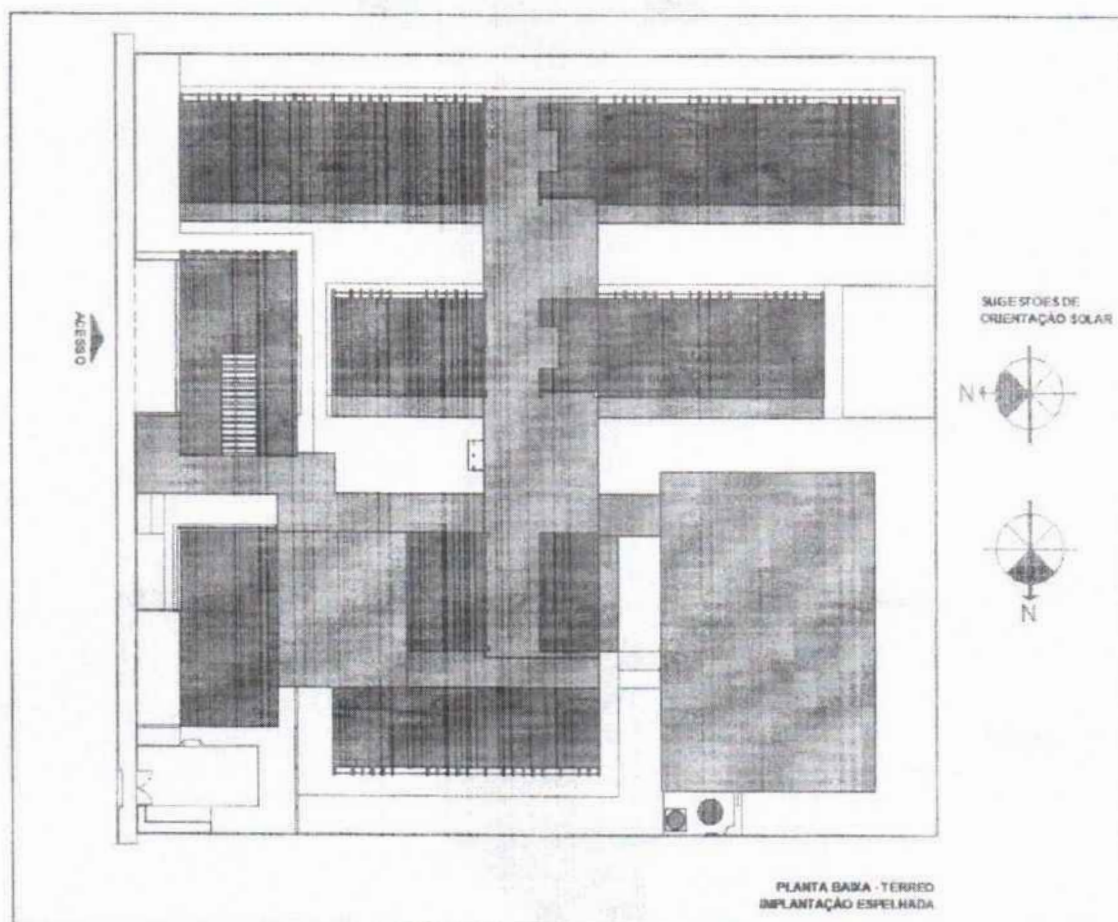 ACESSO
SUGESTÕES DE
ORIENTAÇÃO SOLAR
N
N
PLANTA BAIXA - TÉRREO
IMPLANTAÇÃO ESPELHADA